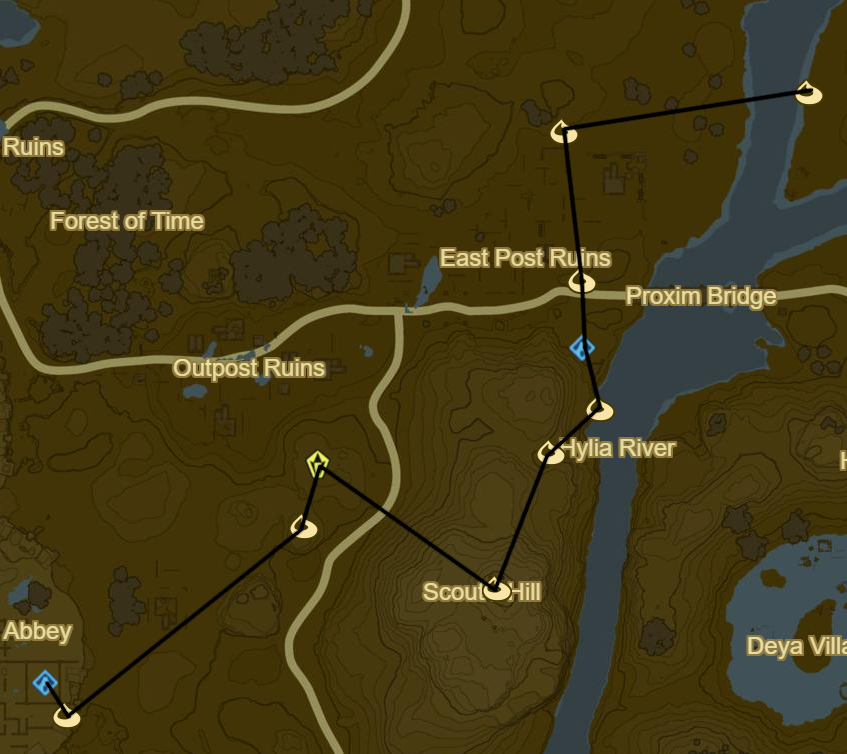 Ruins
Forest of Time
East Post Ruins
Proxim Bridge
Outpost Ruins
Hylia River
H
Scout Hill
Abbey
Deya Villa